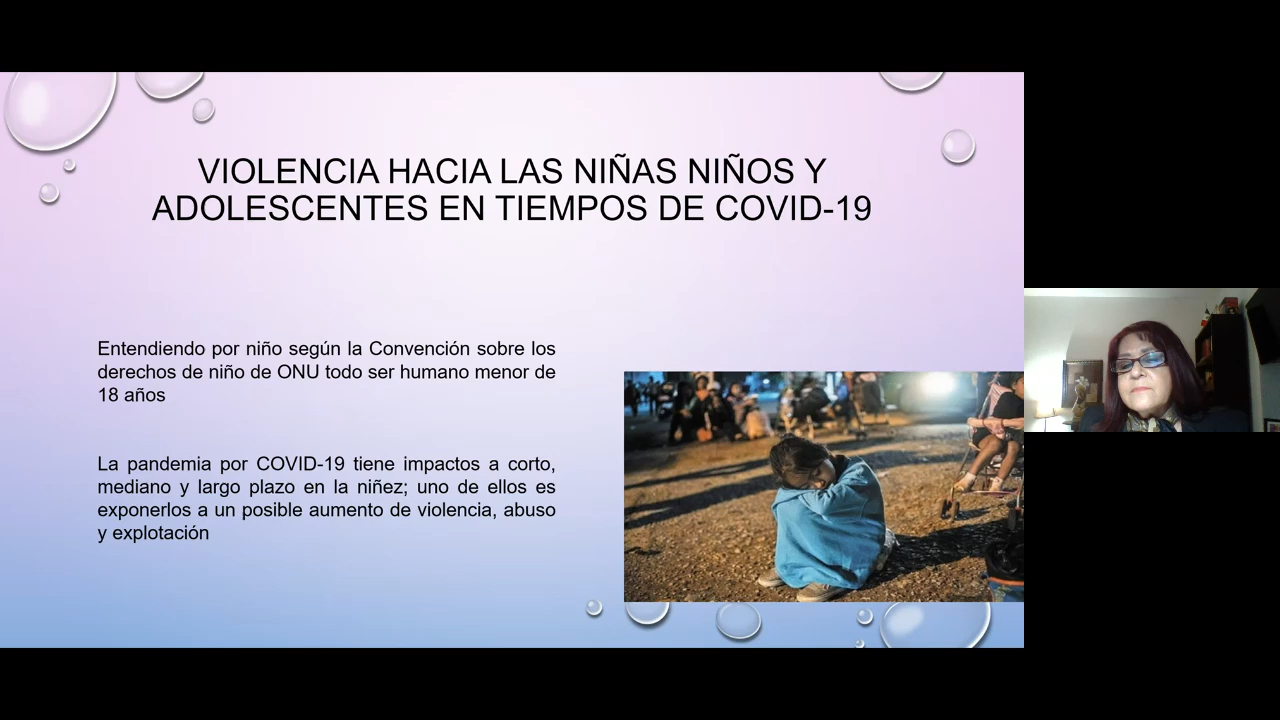 VIOLENCIA HACIA LAS NIÑAS NIÑOS Y
ADOLESCENTES EN TIEMPOS DE COVID-19
Entendiendo por niño según la Convención sobre los
derechos de niño de ONU todo ser humano menor de
18 años
La pandemia por COVID-19 tiene impactos a corto,
mediano y largo plazo en la niñez; uno de ellos es
exponerlos a un posible aumento de violencia, abuso
y explotación